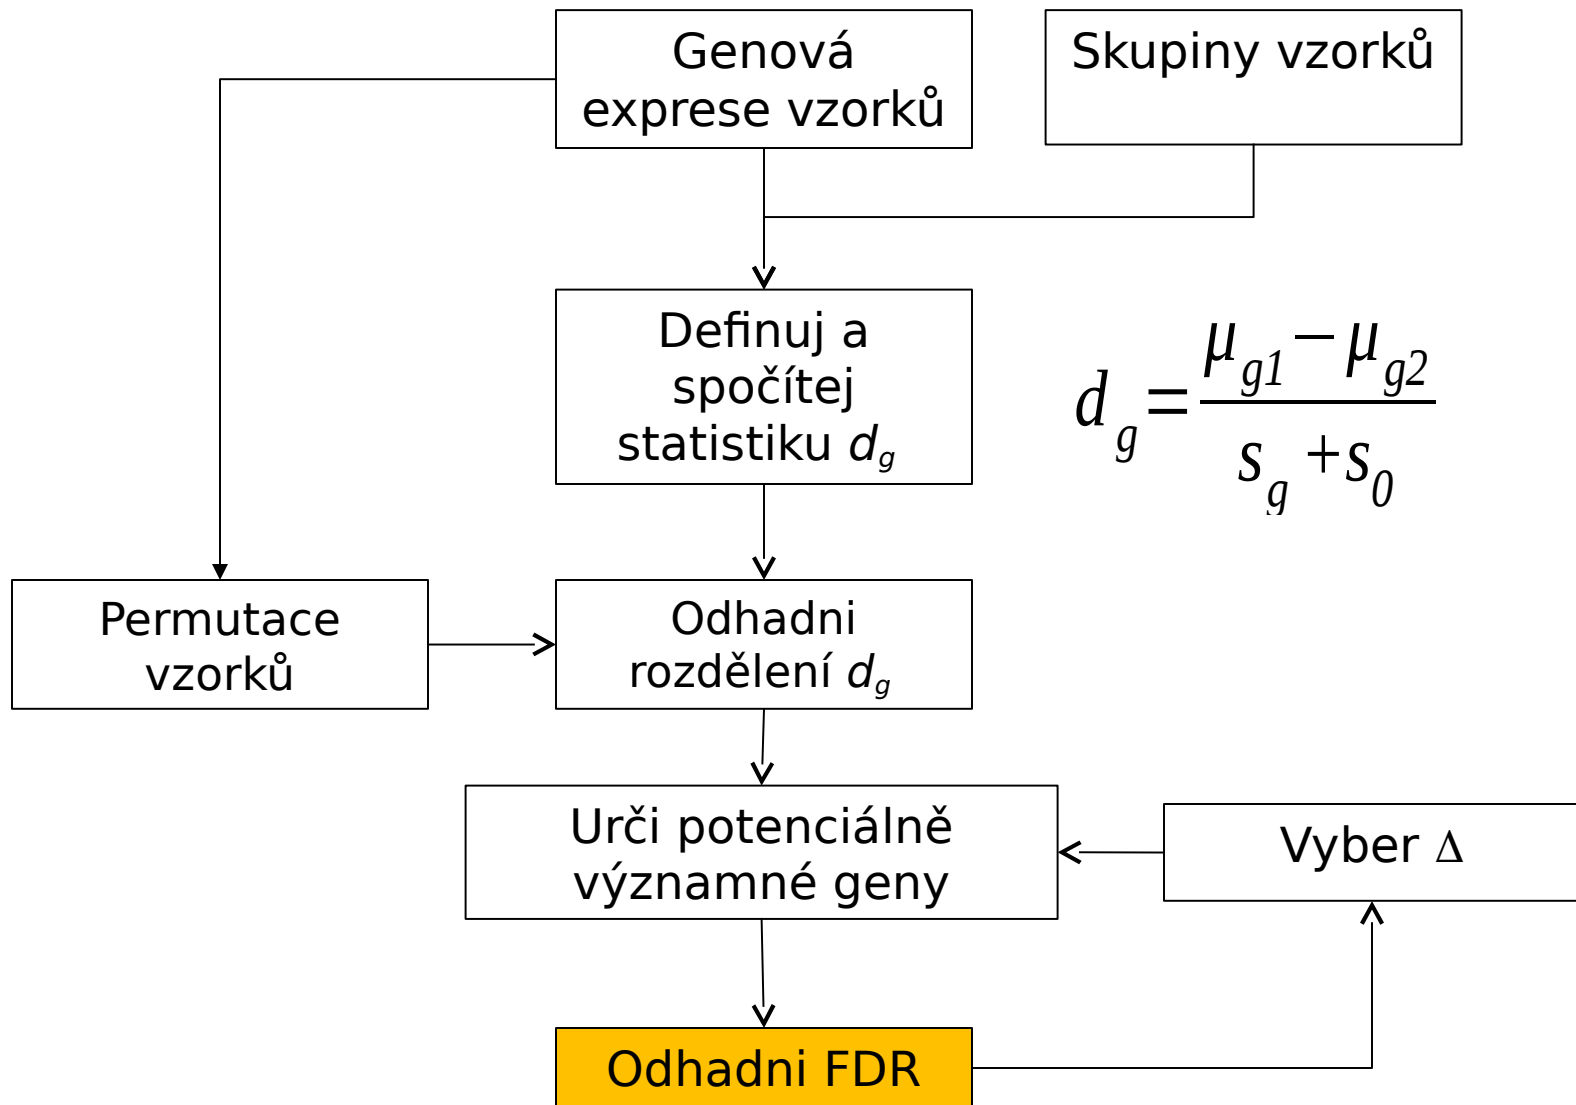 Genová
exprese vzorků
Skupiny vzorků
Definuj a
spočítej
statistiku d_g
d_g = (μ_g1 − μ_g2) / (s_g + s_0)
Permutace
vzorků
Odhadni
rozdělení d_g
Urči potenciálně
významné geny
Vyber Δ
Odhadni FDR